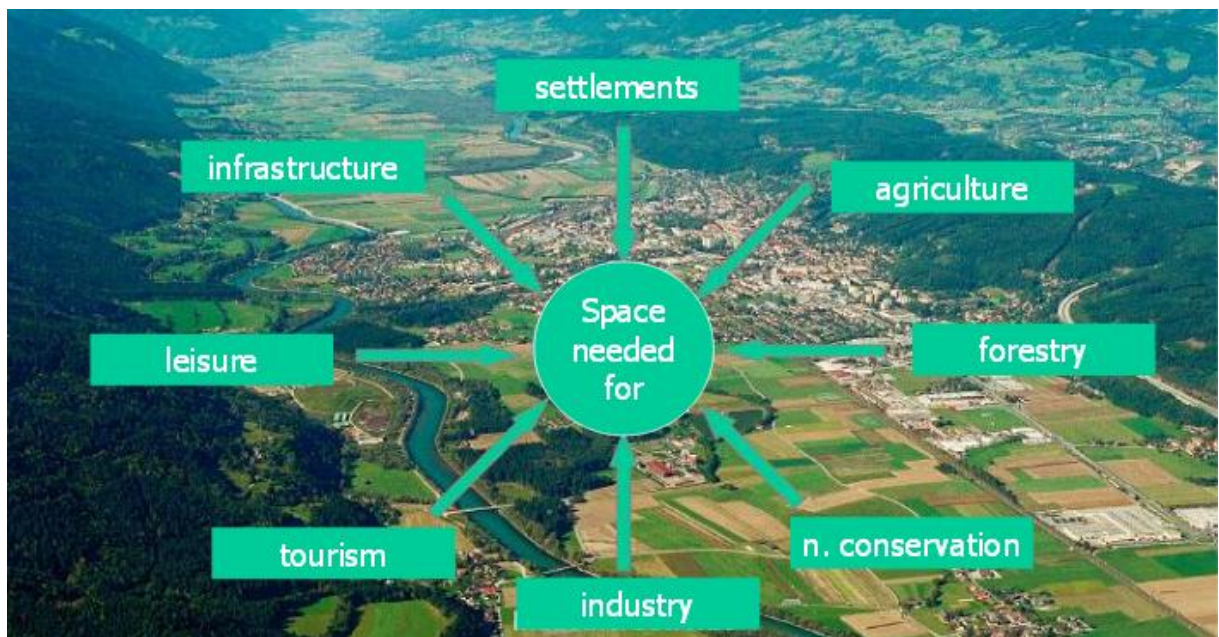 settlements
infrastructure
agriculture
Space
needed
for
leisure
forestry
tourism
n. conservation
industry